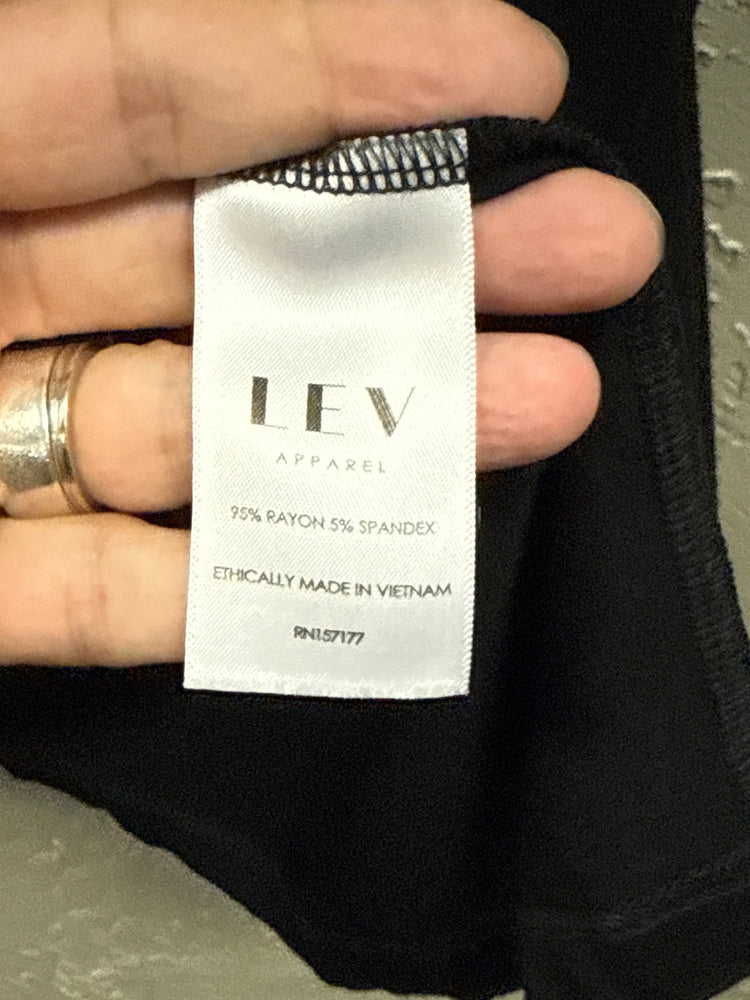 LEV
APPAREL
95% RAYON 5% SPANDEX
ETHICALLY MADE IN VIETNAM
RN157177